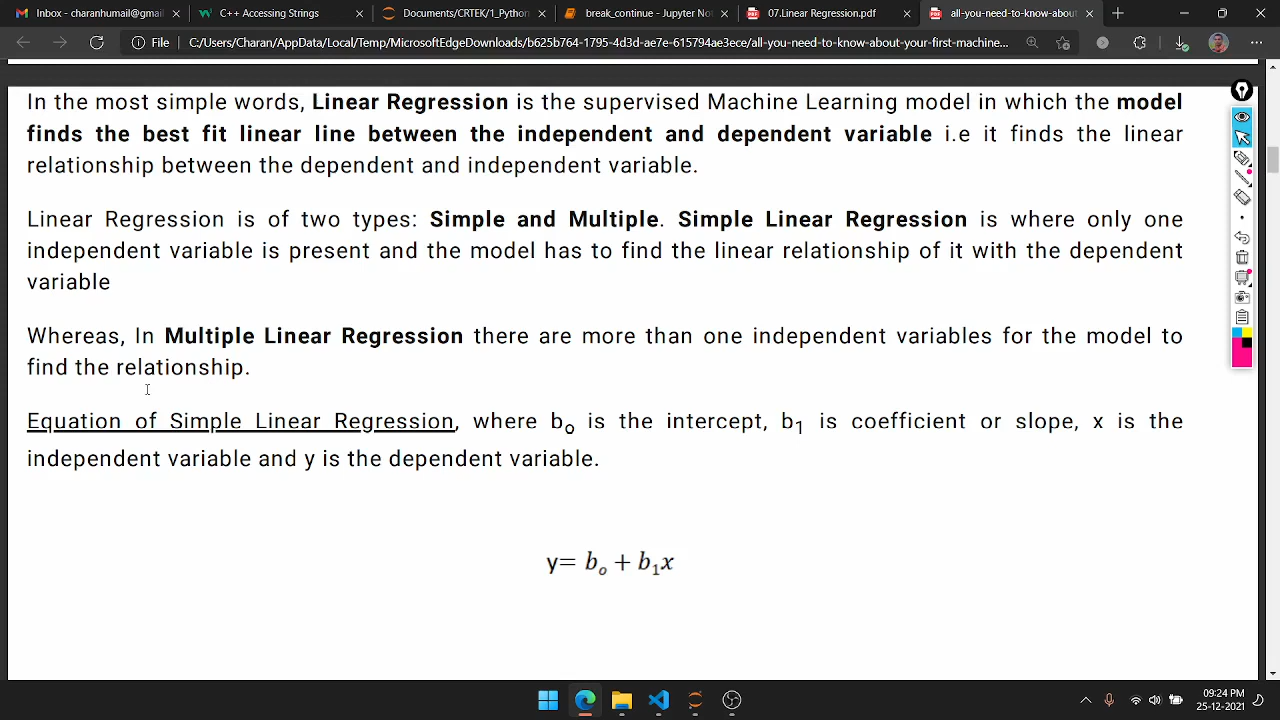 Inbox - charanhumail@gmai
C++ Accessing Strings
Documents/CRTEK/1_Python
break_continue - Jupyter No
07.Linear Regression.pdf
all-you-need-to-know-about
File
C:/Users/Charan/AppData/Local/Temp/MicrosoftEdgeDownloads/b625b764-1795-4d3d-ae7e-615794ae3ece/all-you-need-to-know-about-your-first-machine...
In the most simple words, Linear Regression is the supervised Machine Learning model in which the model
finds the best fit linear line between the independent and dependent variable i.e it finds the linear
relationship between the dependent and independent variable.
Linear Regression is of two types: Simple and Multiple. Simple Linear Regression is where only one
independent variable is present and the model has to find the linear relationship of it with the dependent
variable
Whereas, In Multiple Linear Regression there are more than one independent variables for the model to
find the relationship.
Equation of Simple Linear Regression, where bo is the intercept, b1 is coefficient or slope, x is the
independent variable and y is the dependent variable.
y= bo + b1x
09:24 PM
25-12-2021